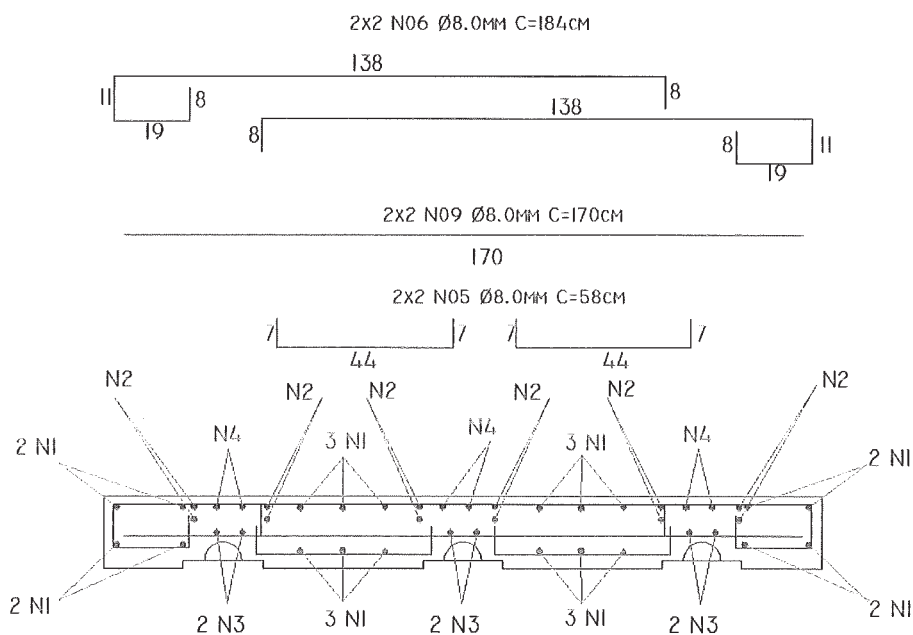 2x2 N06 Ø8.0MM C=184CM
138
11 8 8
19 138
8 8 11
19
2x2 N09 Ø8.0MM C=170CM
170
2x2 N05 Ø8.0MM C=58CM
7 7 7 7
44 44
N2 N2 N2 N2 N2
2 N1 N4 3 N1 N4 3 N1 N4 2 N1
2 N1 2 N3 3 N1 2 N3 3 N1 2 N3 2 N1